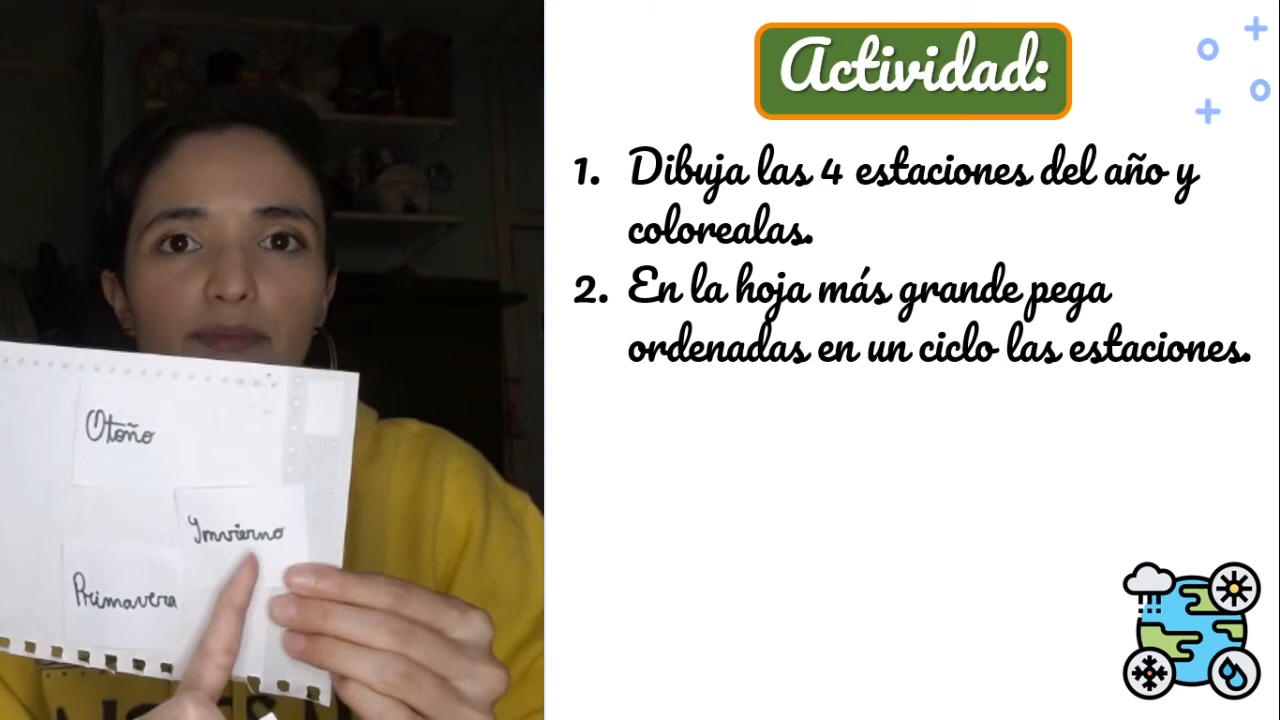 Actividad:
1. Dibuja las 4 estaciones del año y
colorealas.
2. En la hoja más grande pega
ordenadas en un ciclo las estaciones.
Otoño
Invierno
Primavera